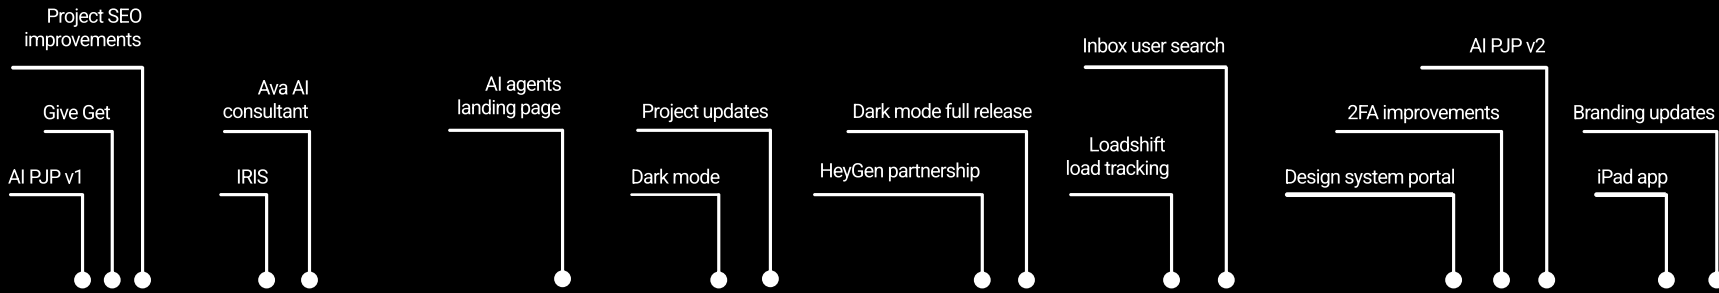 Project SEO
improvements
Give Get
AI PJP v1
Ava AI
consultant
IRIS
AI agents
landing page
Project updates
Dark mode
Dark mode full release
HeyGen partnership
Inbox user search
Loadshift
load tracking
AI PJP v2
2FA improvements
Design system portal
Branding updates
iPad app